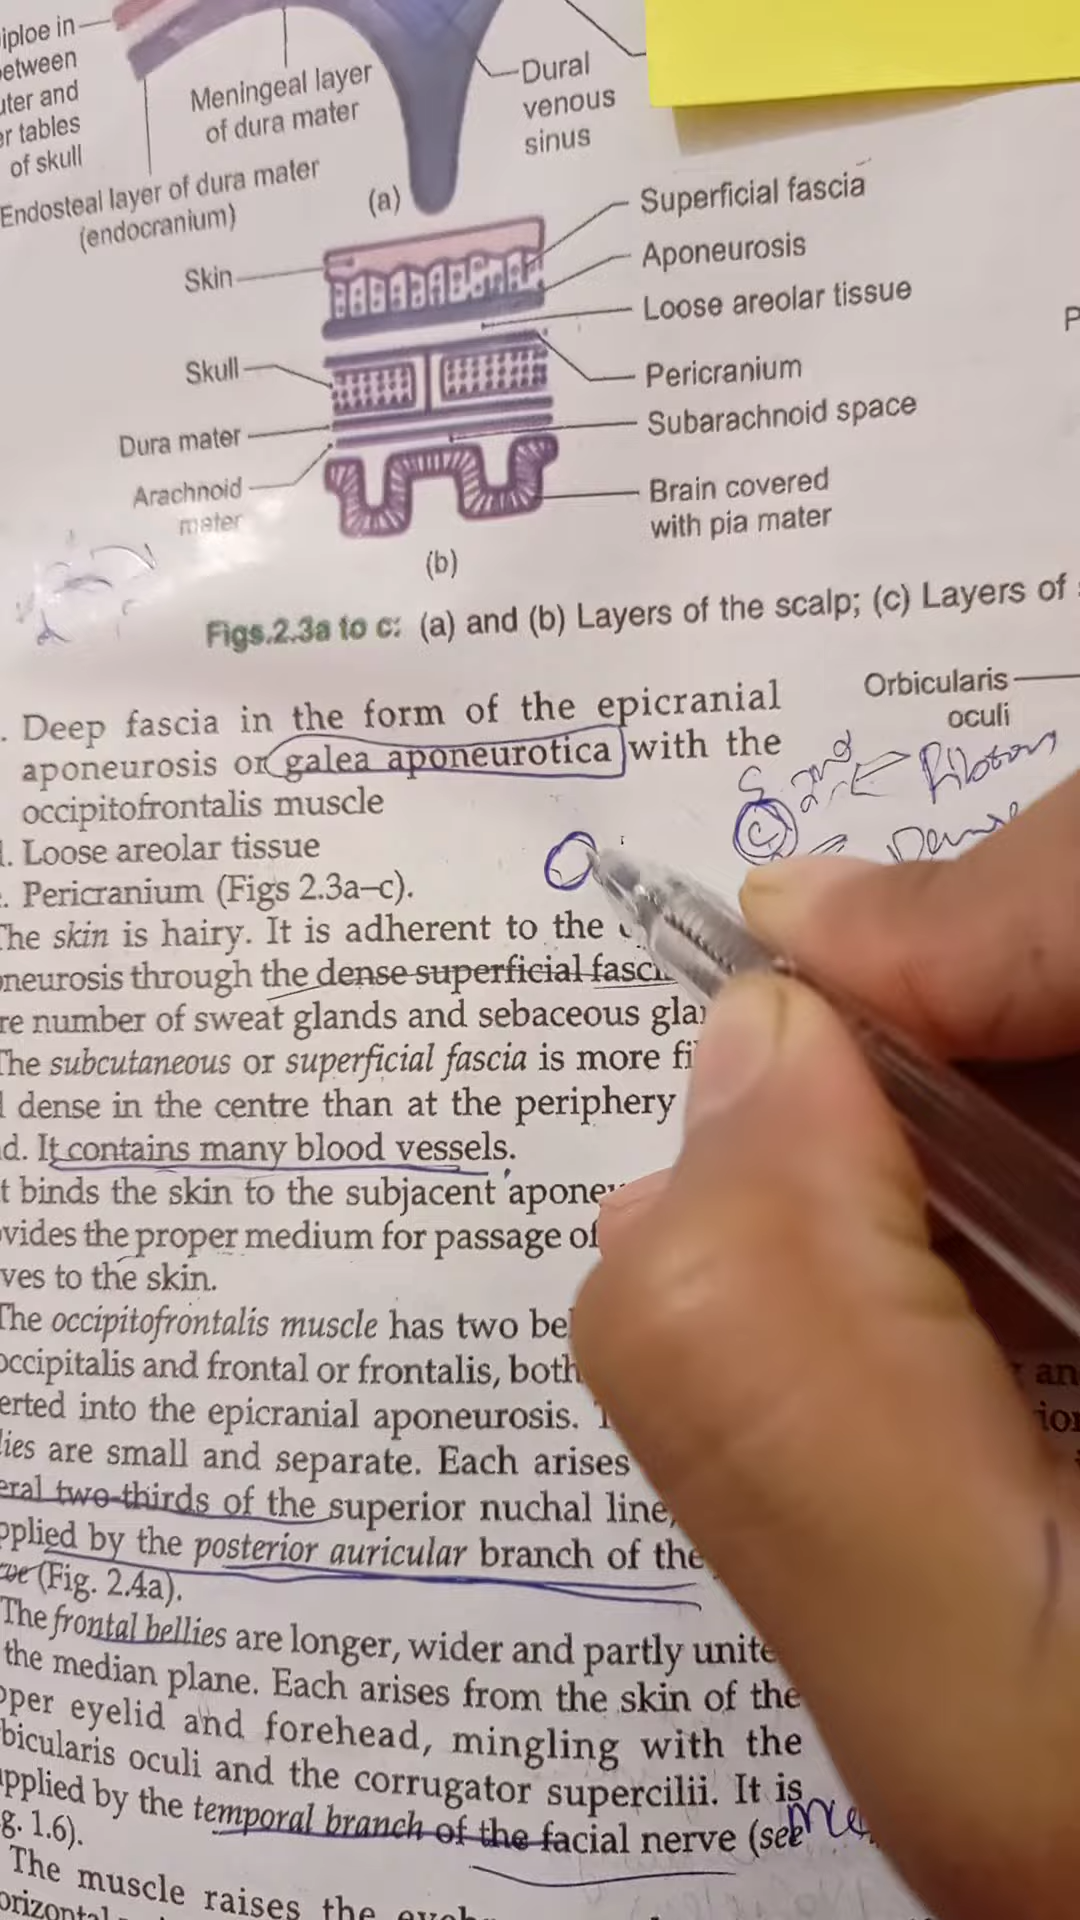 iploe in
etween
uter and
er tables
of skull
Meningeal layer
of dura mater
Dural
venous
sinus
Endosteal layer of dura mater
(endocranium)
(a)
Superficial fascia
Skin
Aponeurosis
Loose areolar tissue
Skull
Pericranium
Dura mater
Subarachnoid space
Arachnoid
mater
Brain covered
with pia mater
(b)
Figs.2.3a to c: (a) and (b) Layers of the scalp; (c) Layers of
Orbicularis
oculi
. Deep fascia in the form of the epicranial
aponeurosis or galea aponeurotica with the
occipitofrontalis muscle
. Loose areolar tissue
. Pericranium (Figs 2.3a–c).
S
C
2nd
Dense
The skin is hairy. It is adherent to the
oneurosis through the dense superficial fasci
re number of sweat glands and sebaceous gla
The subcutaneous or superficial fascia is more fi
d dense in the centre than at the periphery
d. It contains many blood vessels.
t binds the skin to the subjacent aponeu
vides the proper medium for passage of
ves to the skin.
The occipitofrontalis muscle has two bel
occipitalis and frontal or frontalis, both
an
erted into the epicranial aponeurosis.
ion
lies are small and separate. Each arises
eral two-thirds of the superior nuchal line,
pplied by the posterior auricular branch of the
rve (Fig. 2.4a).
The frontal bellies are longer, wider and partly unite
the median plane. Each arises from the skin of the
pper eyelid and forehead, mingling with the
bicularis oculi and the corrugator supercilii. It is
upplied by the temporal branch of the facial nerve (see
g. 1.6).
The muscle raises the